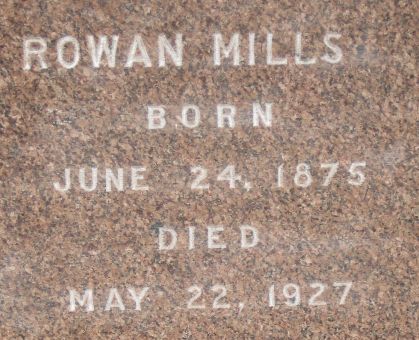 ROWAN MILLS
BORN
JUNE 24, 1875
DIED
MAY 22, 1927